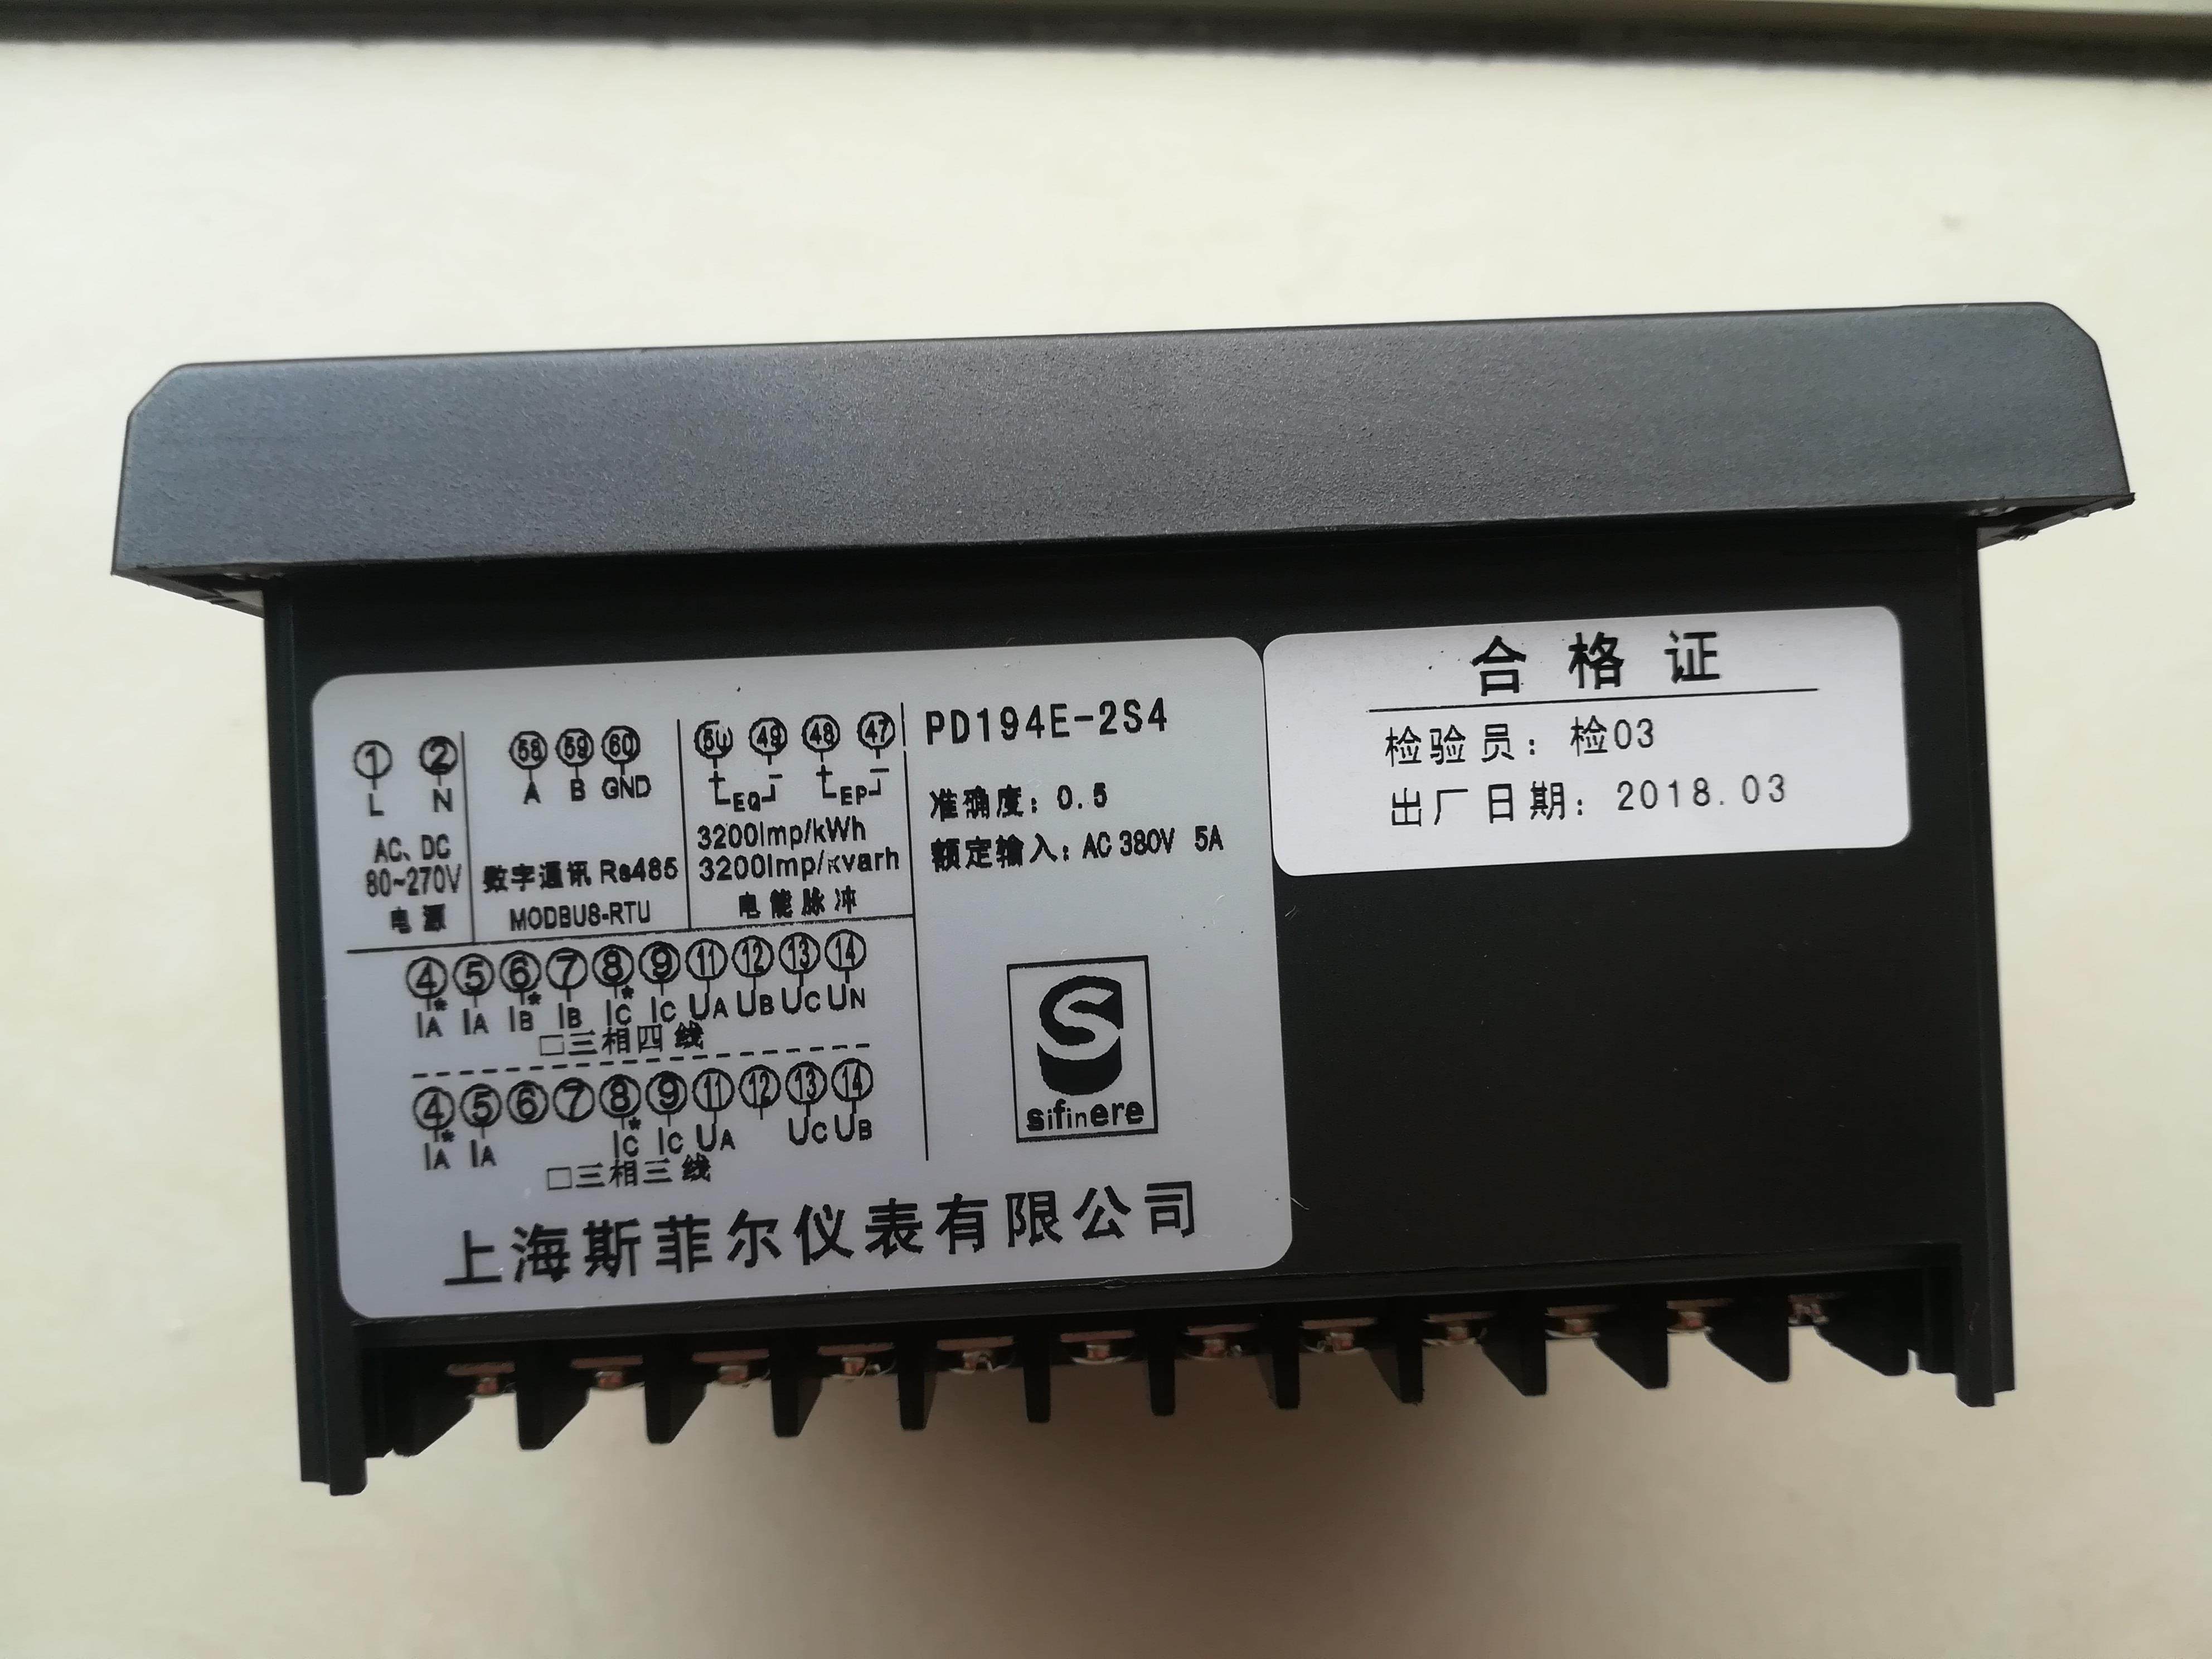 ① ② ㊽ 59 60 50 49 48 47 PD194E-2S4
L N A B GND + - + -
EQ EP
AC、DC 3200Imp/kWh 准确度：0.5
80~270V 数字通讯 Rs485 3200Imp/kvarh 额定输入：AC 380V 5A
电源 MODBUS-RTU 电能脉冲
④ ⑤ ⑥ ⑦ ⑧ ⑨ ⑪ ⑫ ⑬ ⑭
IA* IA IB* IB IC* IC UA UB UC UN
□三相四线
④ ⑤ ⑥ ⑦ ⑧ ⑨ ⑪ ⑫ ⑬ ⑭
IA* IA IC* IC UA UC UB
□三相三线
S
sifinere
上海斯菲尔仪表有限公司
合格证
检验员：检03
出厂日期：2018.03